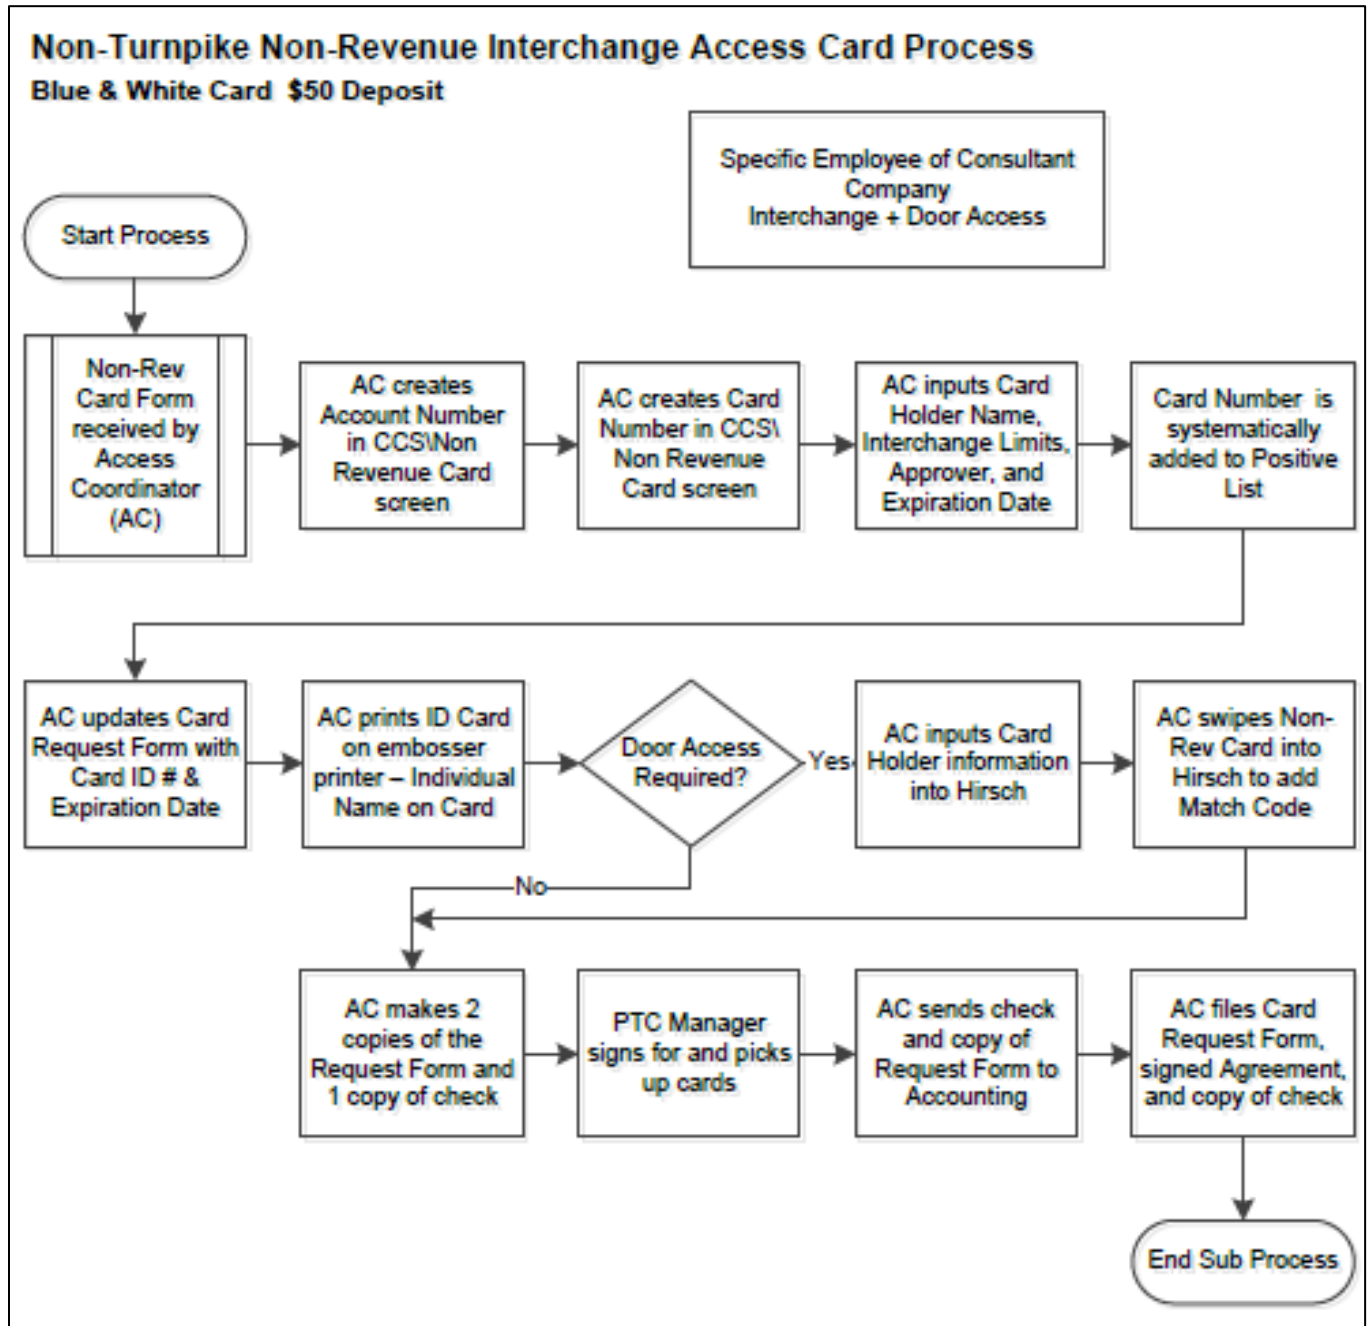 Non-Turnpike Non-Revenue Interchange Access Card Process
Blue & White Card $50 Deposit
Specific Employee of Consultant
Company
Interchange + Door Access
Start Process
Non-Rev
Card Form
received by
Access
Coordinator
(AC)
AC creates
Account Number
in CCS\Non
Revenue Card
screen
AC creates Card
Number in CCS\
Non Revenue
Card screen
AC inputs Card
Holder Name,
Interchange Limits,
Approver, and
Expiration Date
Card Number is
systematically
added to Positive
List
AC updates Card
Request Form with
Card ID # &
Expiration Date
AC prints ID Card
on embosser
printer – Individual
Name on Card
Door Access
Required?
Yes
AC inputs Card
Holder information
into Hirsch
AC swipes Non-
Rev Card into
Hirsch to add
Match Code
No
AC makes 2
copies of the
Request Form and
1 copy of check
PTC Manager
signs for and picks
up cards
AC sends check
and copy of
Request Form to
Accounting
AC files Card
Request Form,
signed Agreement,
and copy of check
End Sub Process